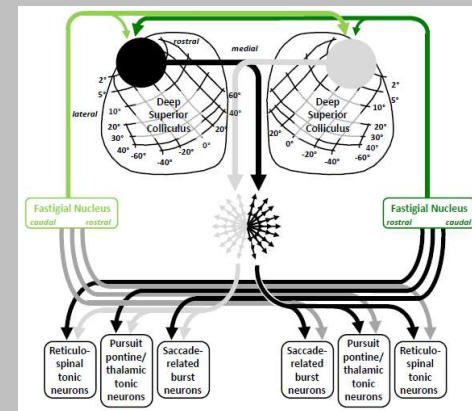 rostral
medial
lateral
2°
5°
10°
20°
30°
40°
-60°
-40°
-20°
0°
20°
40°
60°
Deep
Superior
Colliculus
Deep
Superior
Colliculus
2°
5°
10°
20°
30°
40°
-60°
-40°
-20°
0°
20°
Fastigial Nucleus
caudal rostral
Fastigial Nucleus
rostral caudal
Reticulo-
spinal
tonic
neurons
Pursuit
pontine/
thalamic
tonic
neurons
Saccade-
related
burst
neurons
Saccade-
related
burst
neurons
Pursuit
pontine/
thalamic
tonic
neurons
Reticulo-
spinal
tonic
neurons